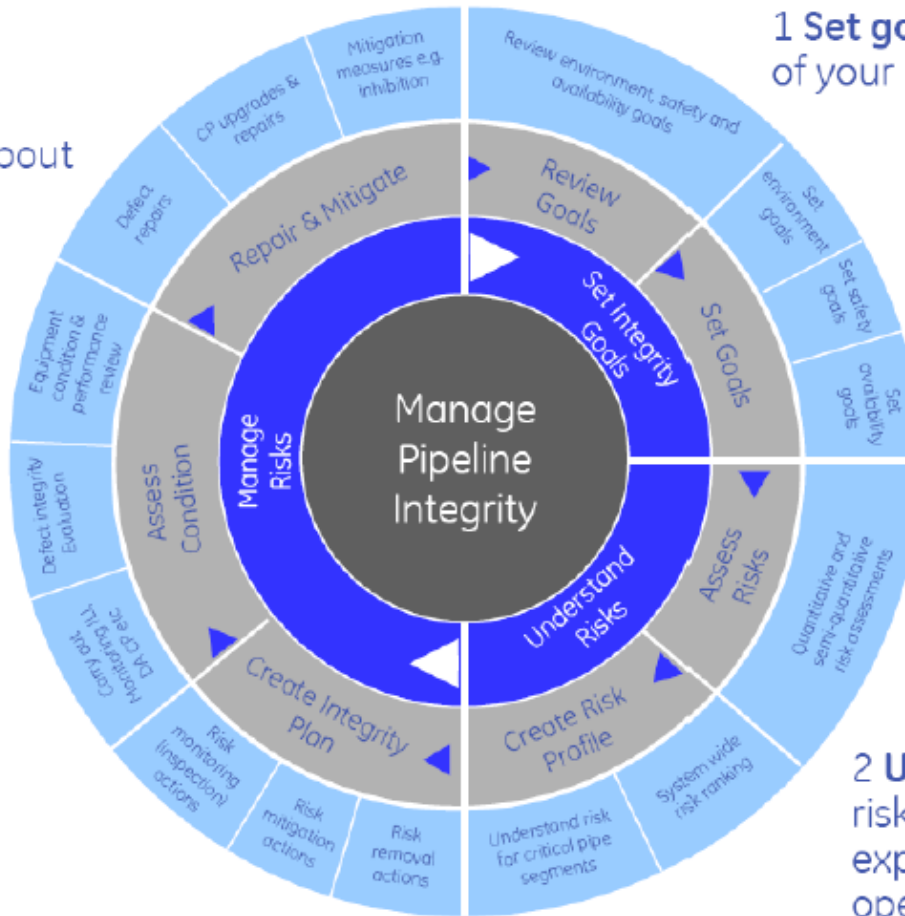 1 Set go
of your
bout
Manage
Pipeline
Integrity
Set Integrity
Goals
Understand
Risks
Manage
Risks
Review
Goals
Set Goals
Assess
Risks
Create Risk
Profile
Create Integrity
Plan
Assess
Condition
Repair & Mitigate
Review environment, safety and
availability goals
Set
environment
goals
Set safety
goals
Set
availability
goals
Quantitative and
semi-quantitative
risk assessments
System wide
risk ranking
Understand risk
for critical pipe
segments
Risk
removal
actions
Risk
mitigation
actions
Risk
monitoring
(inspection)
actions
Carry out
Monitoring ILI,
DA, CP etc
Defect integrity
Evaluation
Equipment
condition &
performance
review
Defect
repairs
CP upgrades &
repairs
Mitigation
measures e.g.
Inhibition
2 U
risk
exp
ope